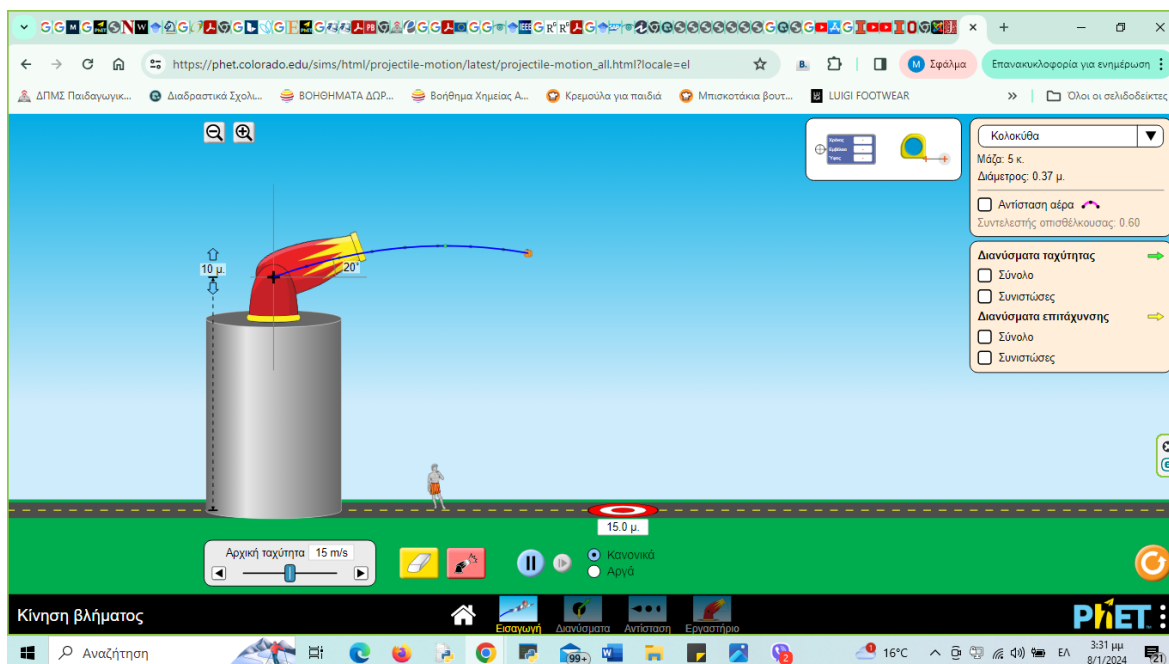 https://phet.colorado.edu/sims/html/projectile-motion/latest/projectile-motion_all.html?locale=el
M Σφάλμα
Επανακυκλοφορία για ενημέρωση
ΔΠΜΣ Παιδαγωγικ...
Διαδραστικά Σχολι...
ΒΟΗΘΗΜΑΤΑ ΔΩΡ...
Βοήθημα Χημείας Α...
Κρεμούλα για παιδιά
Μπισκοτάκια βουτ...
LUIGI FOOTWEAR
»
Όλοι οι σελιδοδείκτες
Κολοκύθα
Μάζα: 5 κ.
Διάμετρος: 0.37 μ.
Αντίσταση αέρα
Συντελεστής οπισθέλκουσας: 0.60
Διανύσματα ταχύτητας
Σύνολο
Συνιστώσες
Διανύσματα επιτάχυνσης
Σύνολο
Συνιστώσες
10 μ.
20°
15.0 μ.
Αρχική ταχύτητα 15 m/s
Κανονικά
Αργά
Κίνηση βλήματος
Εισαγωγή
Διανύσματα
Αντίσταση
Εργαστήριο
PhET
Αναζήτηση
99+
2
16°C
ΕΛ
3:31 μμ
8/1/2024
21